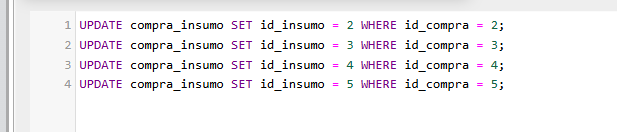 1 UPDATE compra_insumo SET id_insumo = 2 WHERE id_compra = 2;
2 UPDATE compra_insumo SET id_insumo = 3 WHERE id_compra = 3;
3 UPDATE compra_insumo SET id_insumo = 4 WHERE id_compra = 4;
4 UPDATE compra_insumo SET id_insumo = 5 WHERE id_compra = 5;